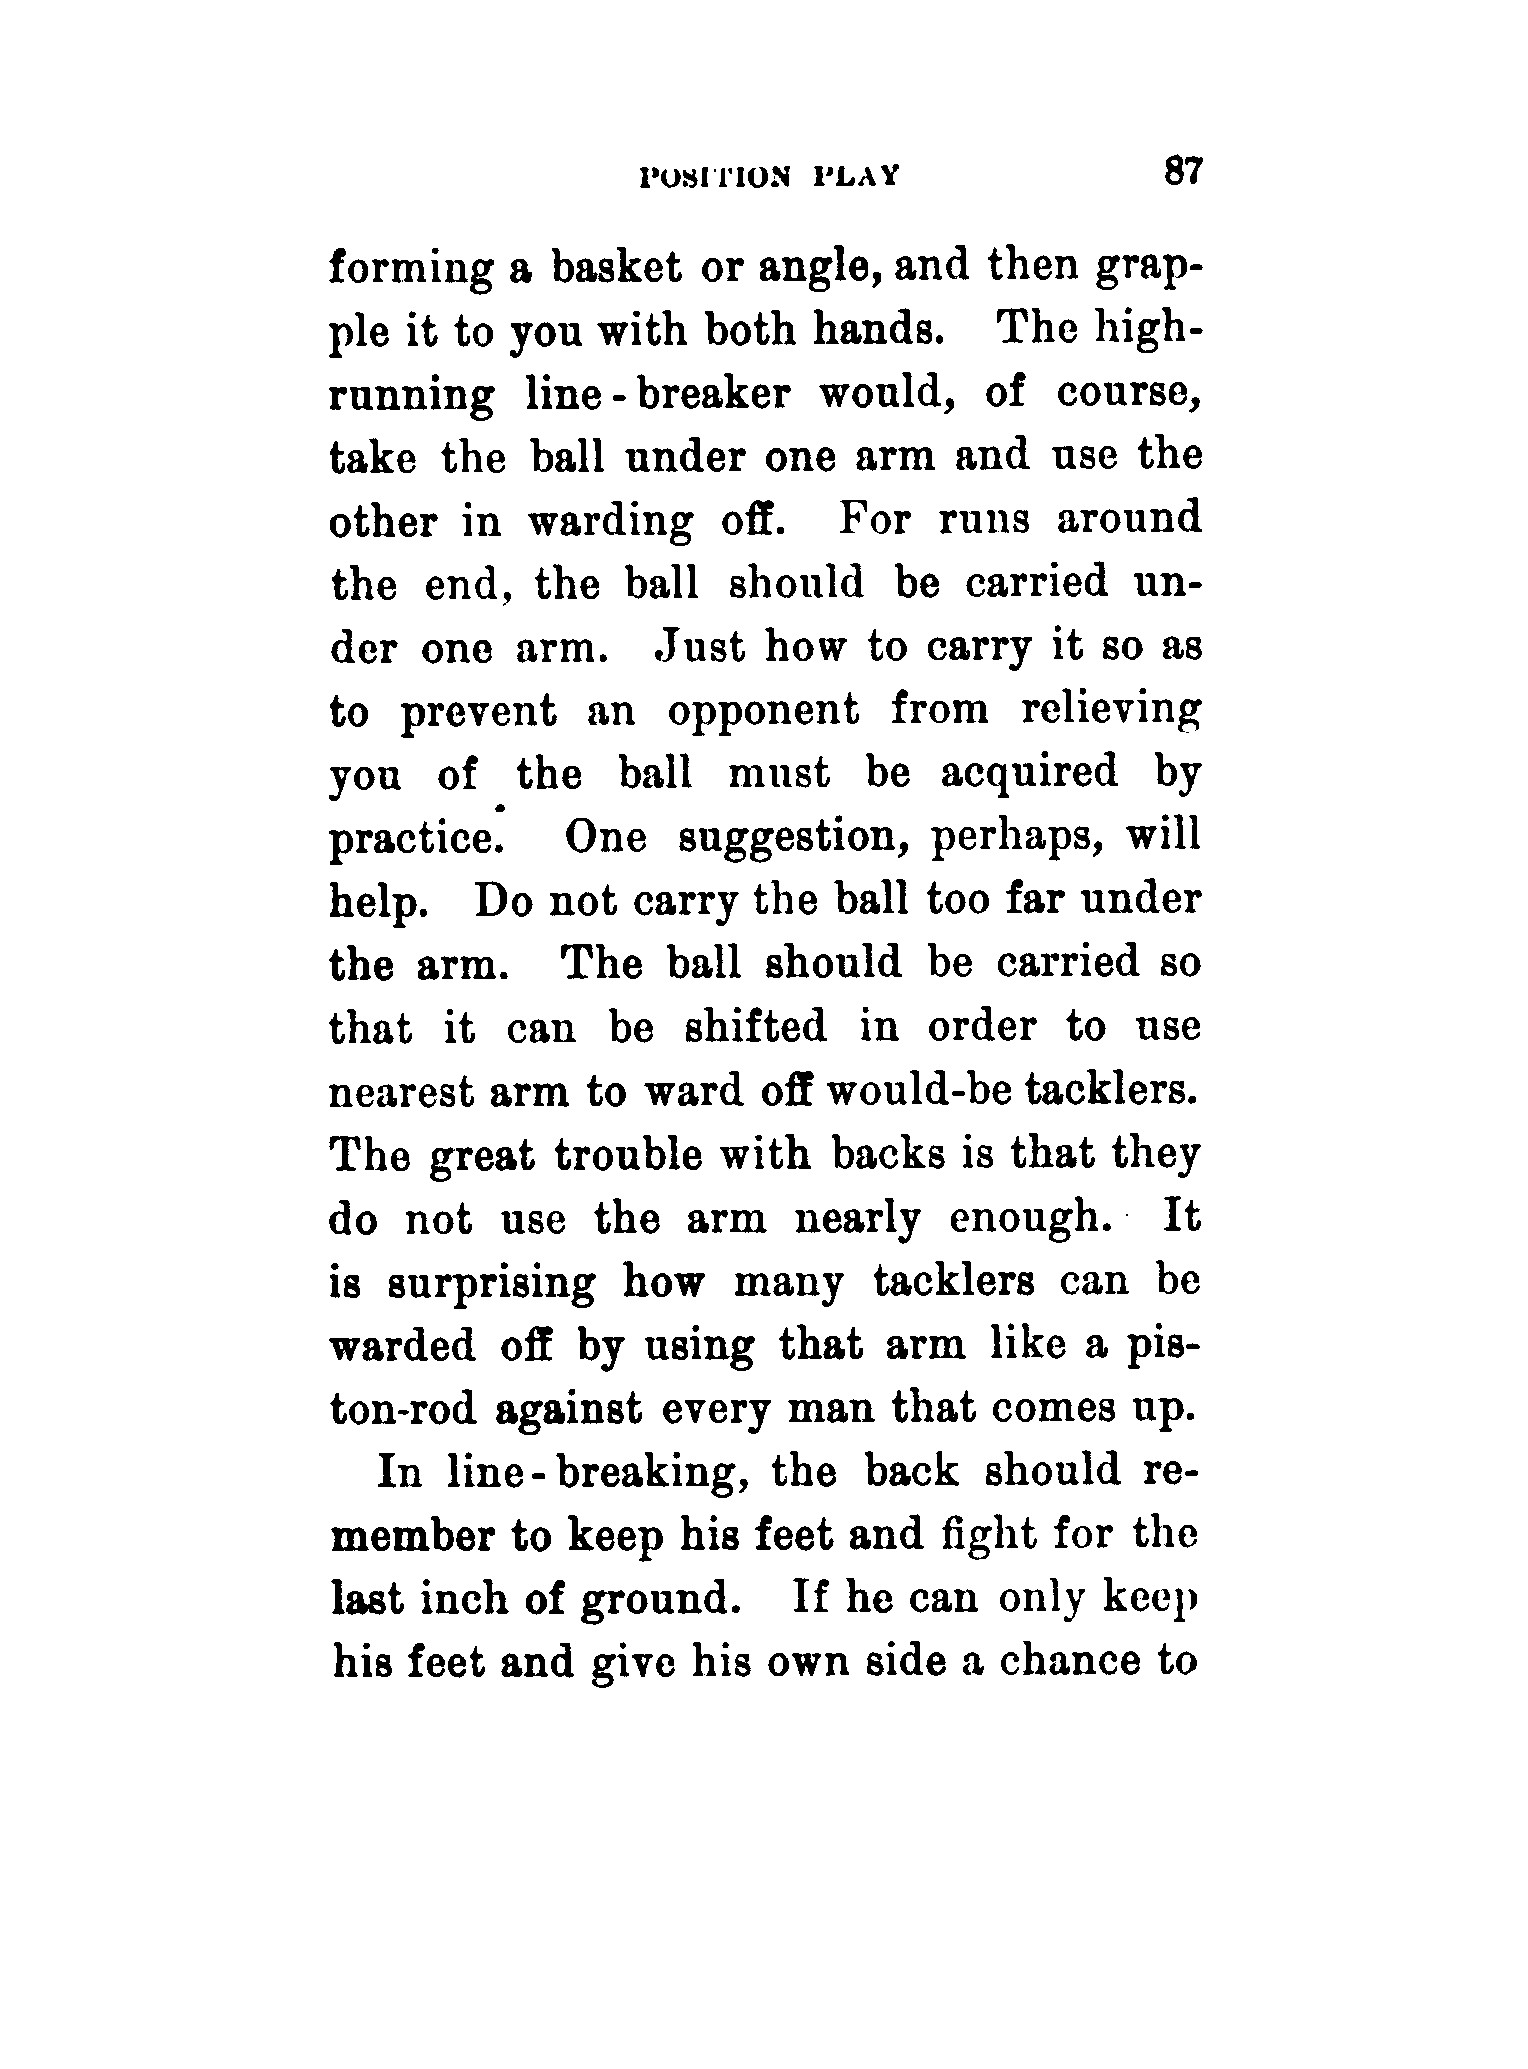 POSITION PLAY 87
forming a basket or angle, and then grap-
ple it to you with both hands. The high-
running line-breaker would, of course,
take the ball under one arm and use the
other in warding off. For runs around
the end, the ball should be carried un-
der one arm. Just how to carry it so as
to prevent an opponent from relieving
you of the ball must be acquired by
practice. One suggestion, perhaps, will
help. Do not carry the ball too far under
the arm. The ball should be carried so
that it can be shifted in order to use
nearest arm to ward off would-be tacklers.
The great trouble with backs is that they
do not use the arm nearly enough. It
is surprising how many tacklers can be
warded off by using that arm like a pis-
ton-rod against every man that comes up.
In line-breaking, the back should re-
member to keep his feet and fight for the
last inch of ground. If he can only keep
his feet and give his own side a chance to